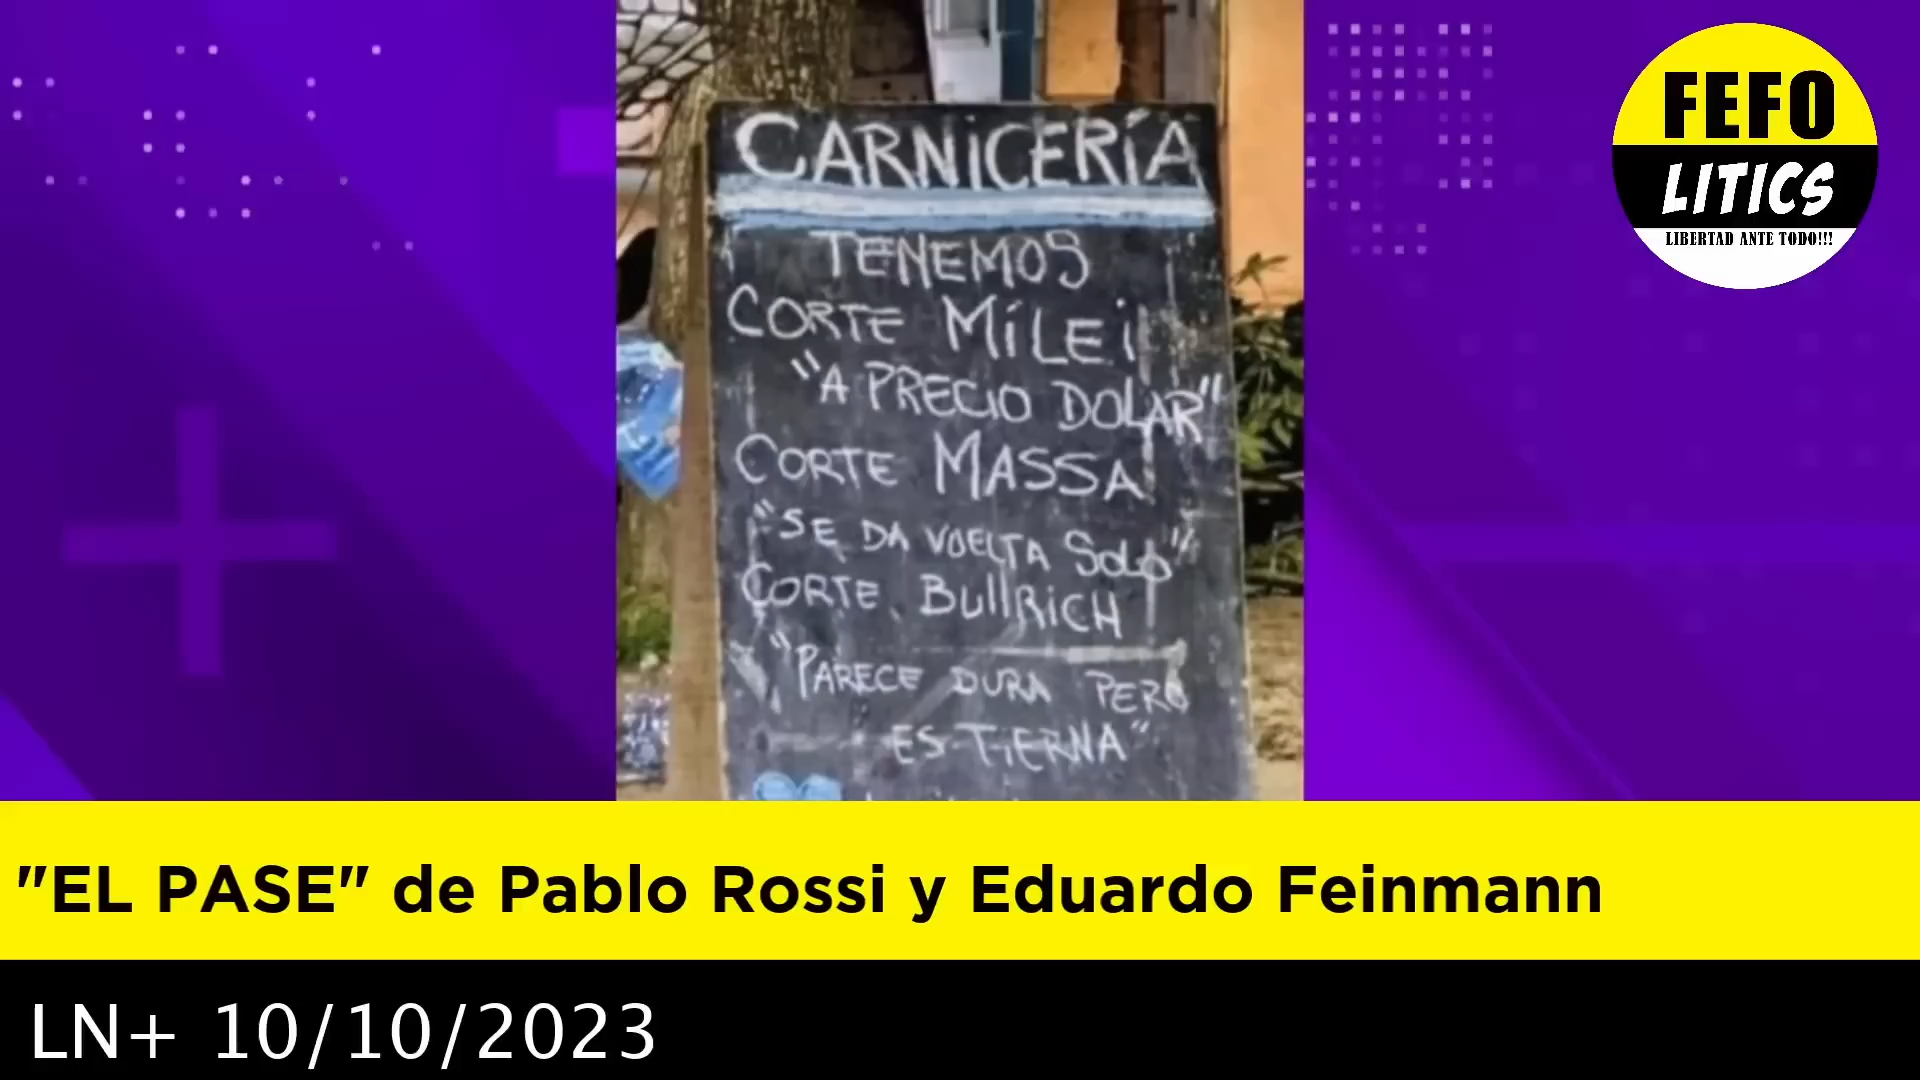 CARNiCERÍA
TENEMOS
CORTE MíLEi
"A PRECIO DOLAR"
CORTE MASSA
"SE DA VUELTA SOLO"
CORTE BUllRiCH
"PARECE DURA PERO
ES TiERNA"
FEFO
LITICS
LIBERTAD ANTE TODO!!!
"EL PASE" de Pablo Rossi y Eduardo Feinmann
LN+ 10/10/2023